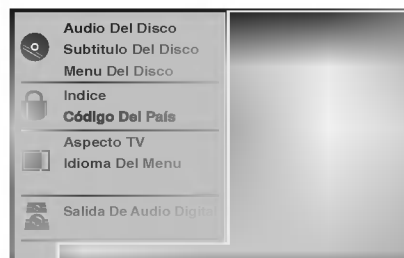 Audio Del Disco
Subtitulo Del Disco
Menu Del Disco
Indice
Código Del País
Aspecto TV
Idioma Del Menu
Salida De Audio Digital